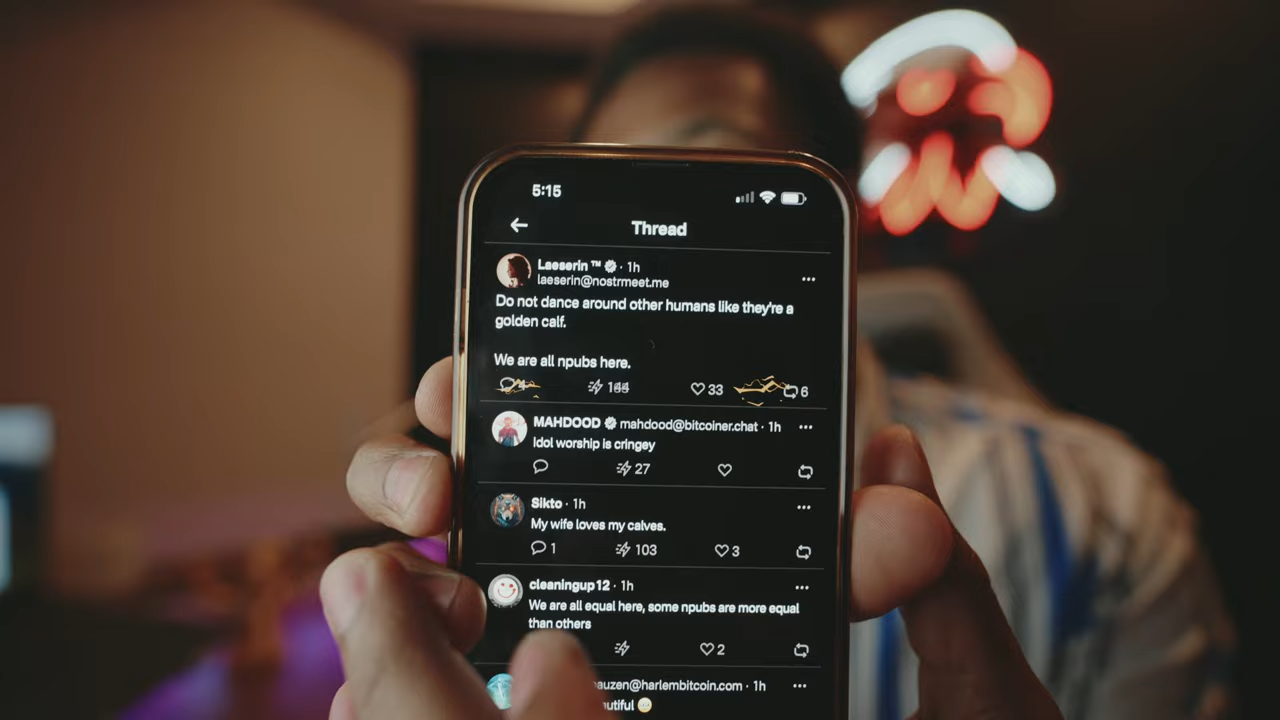 5:15
Thread
Laeserin ™ · 1h
laeserin@nostrmeet.me
Do not dance around other humans like they're a
golden calf.
We are all npubs here.
144 33 6
MAHDOOD mahdood@bitcoiner.chat · 1h
Idol worship is cringey
27
Sikto · 1h
My wife loves my calves.
1 103 3
cleaningup12 · 1h
We are all equal here, some npubs are more equal
than others
2
auzen@harlembitcoin.com · 1h
utiful